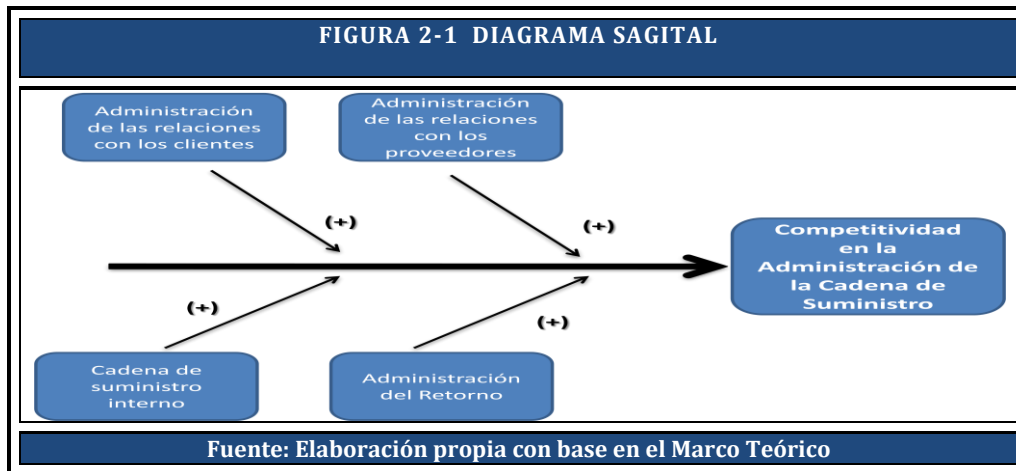 FIGURA 2-1 DIAGRAMA SAGITAL
Administración
de las relaciones
con los clientes
Administración
de las relaciones
con los
proveedores
(+)
(+)
Competitividad
en la
Administración de
la Cadena de
Suministro
(+)
(+)
Cadena de
suministro
interno
Administración
del Retorno
Fuente: Elaboración propia con base en el Marco Teórico